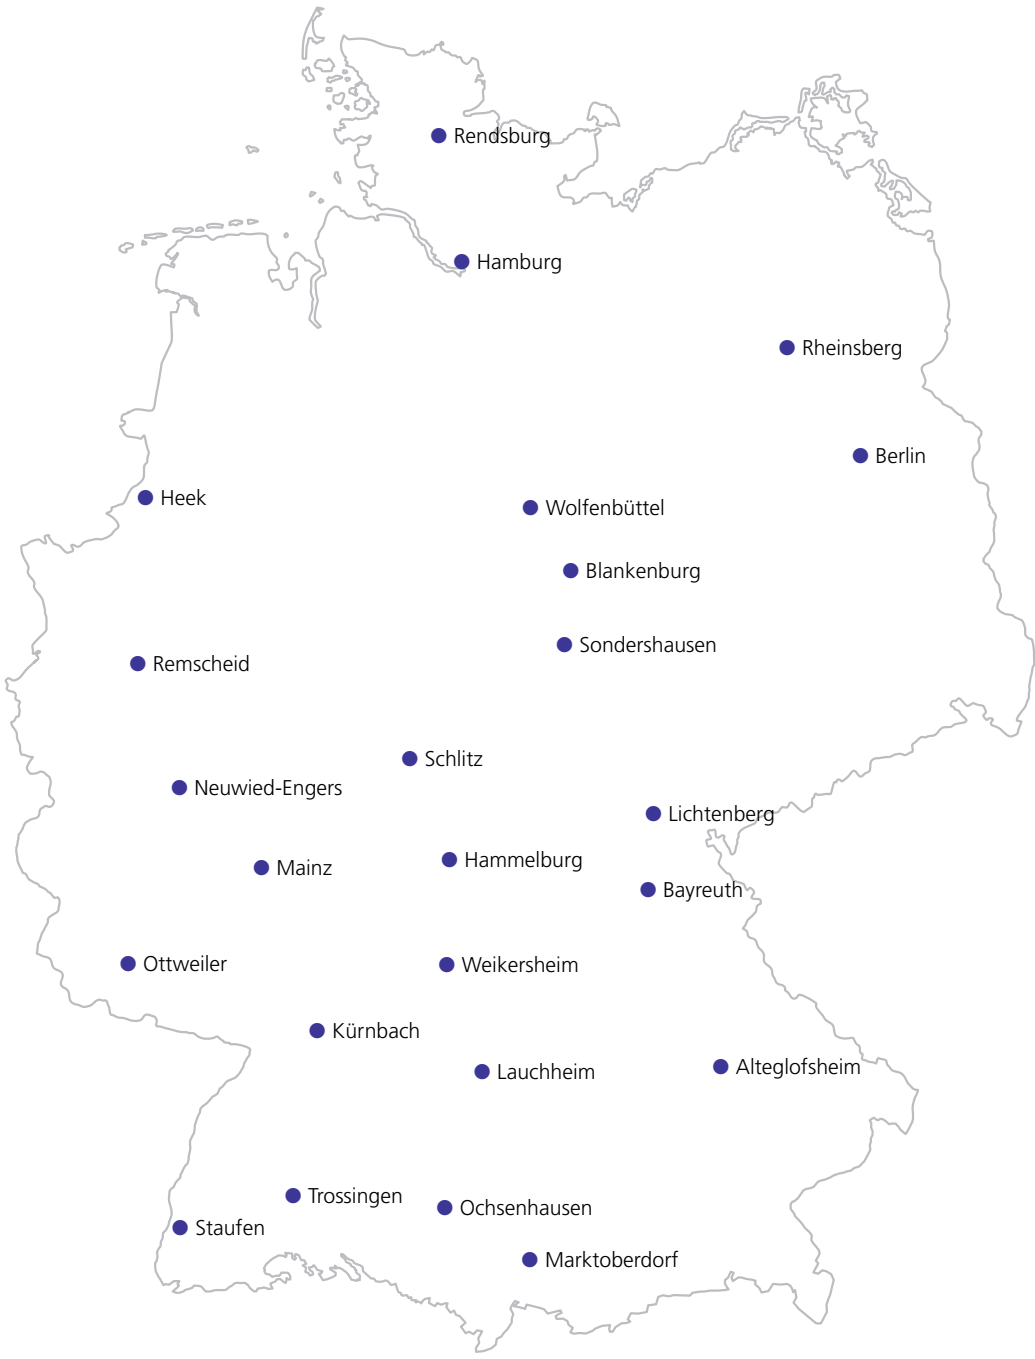 Rendsburg
Hamburg
Rheinsberg
Berlin
Heek
Wolfenbüttel
Blankenburg
Sondershausen
Remscheid
Schlitz
Neuwied-Engers
Lichtenberg
Hammelburg
Mainz
Bayreuth
Ottweiler
Weikersheim
Kürnbach
Alteglofsheim
Lauchheim
Trossingen
Ochsenhausen
Staufen
Marktoberdorf